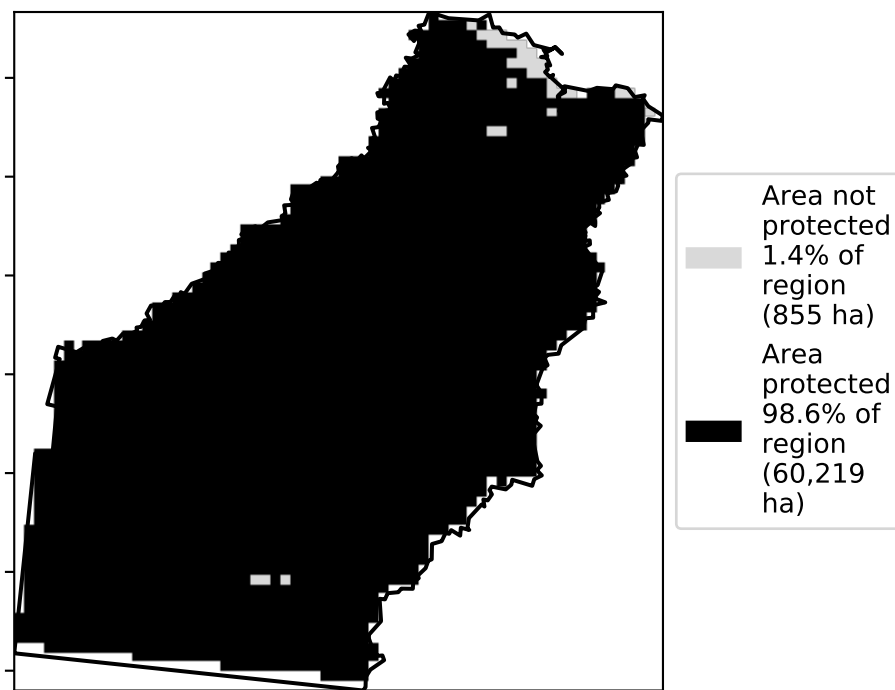 Area not
protected
1.4% of
region
(855 ha)
Area
protected
98.6% of
region
(60,219
ha)